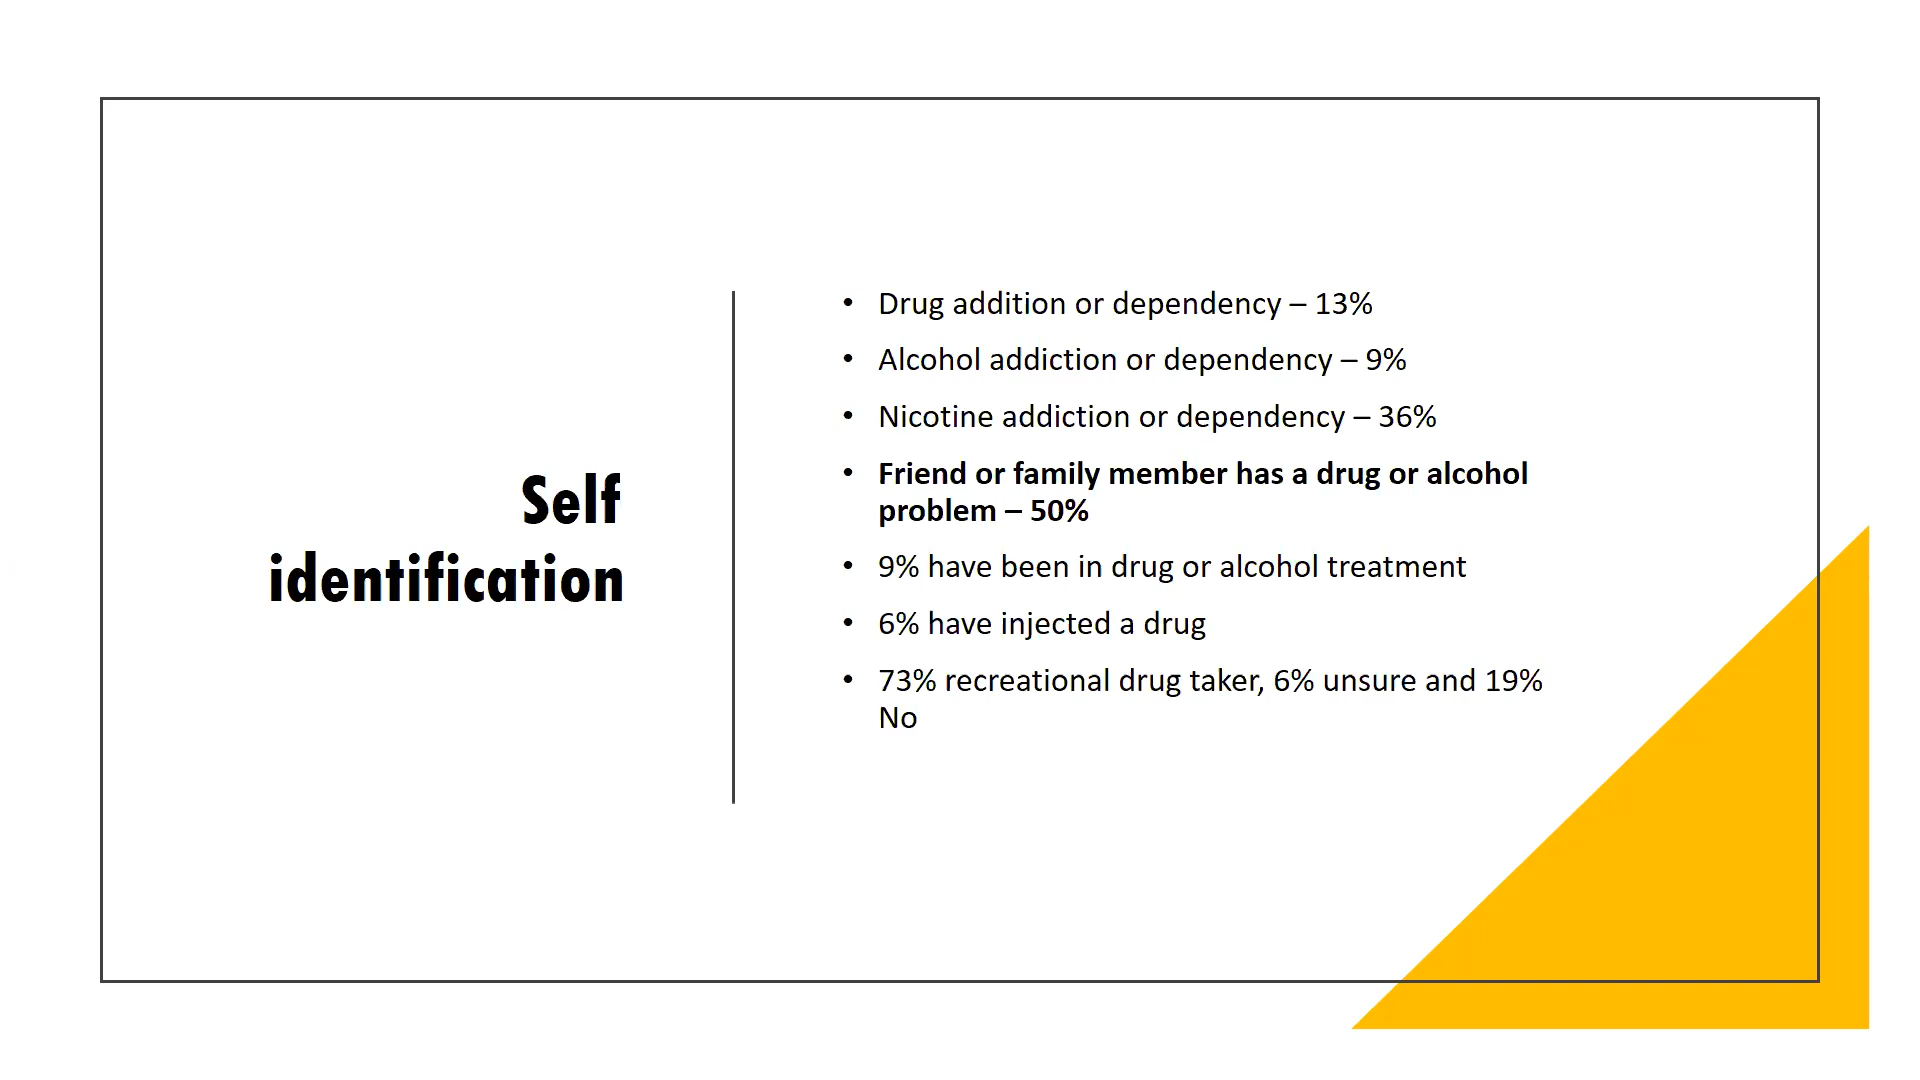 Self
identification
• Drug addition or dependency – 13%
• Alcohol addiction or dependency – 9%
• Nicotine addiction or dependency – 36%
• Friend or family member has a drug or alcohol
problem – 50%
• 9% have been in drug or alcohol treatment
• 6% have injected a drug
• 73% recreational drug taker, 6% unsure and 19%
No